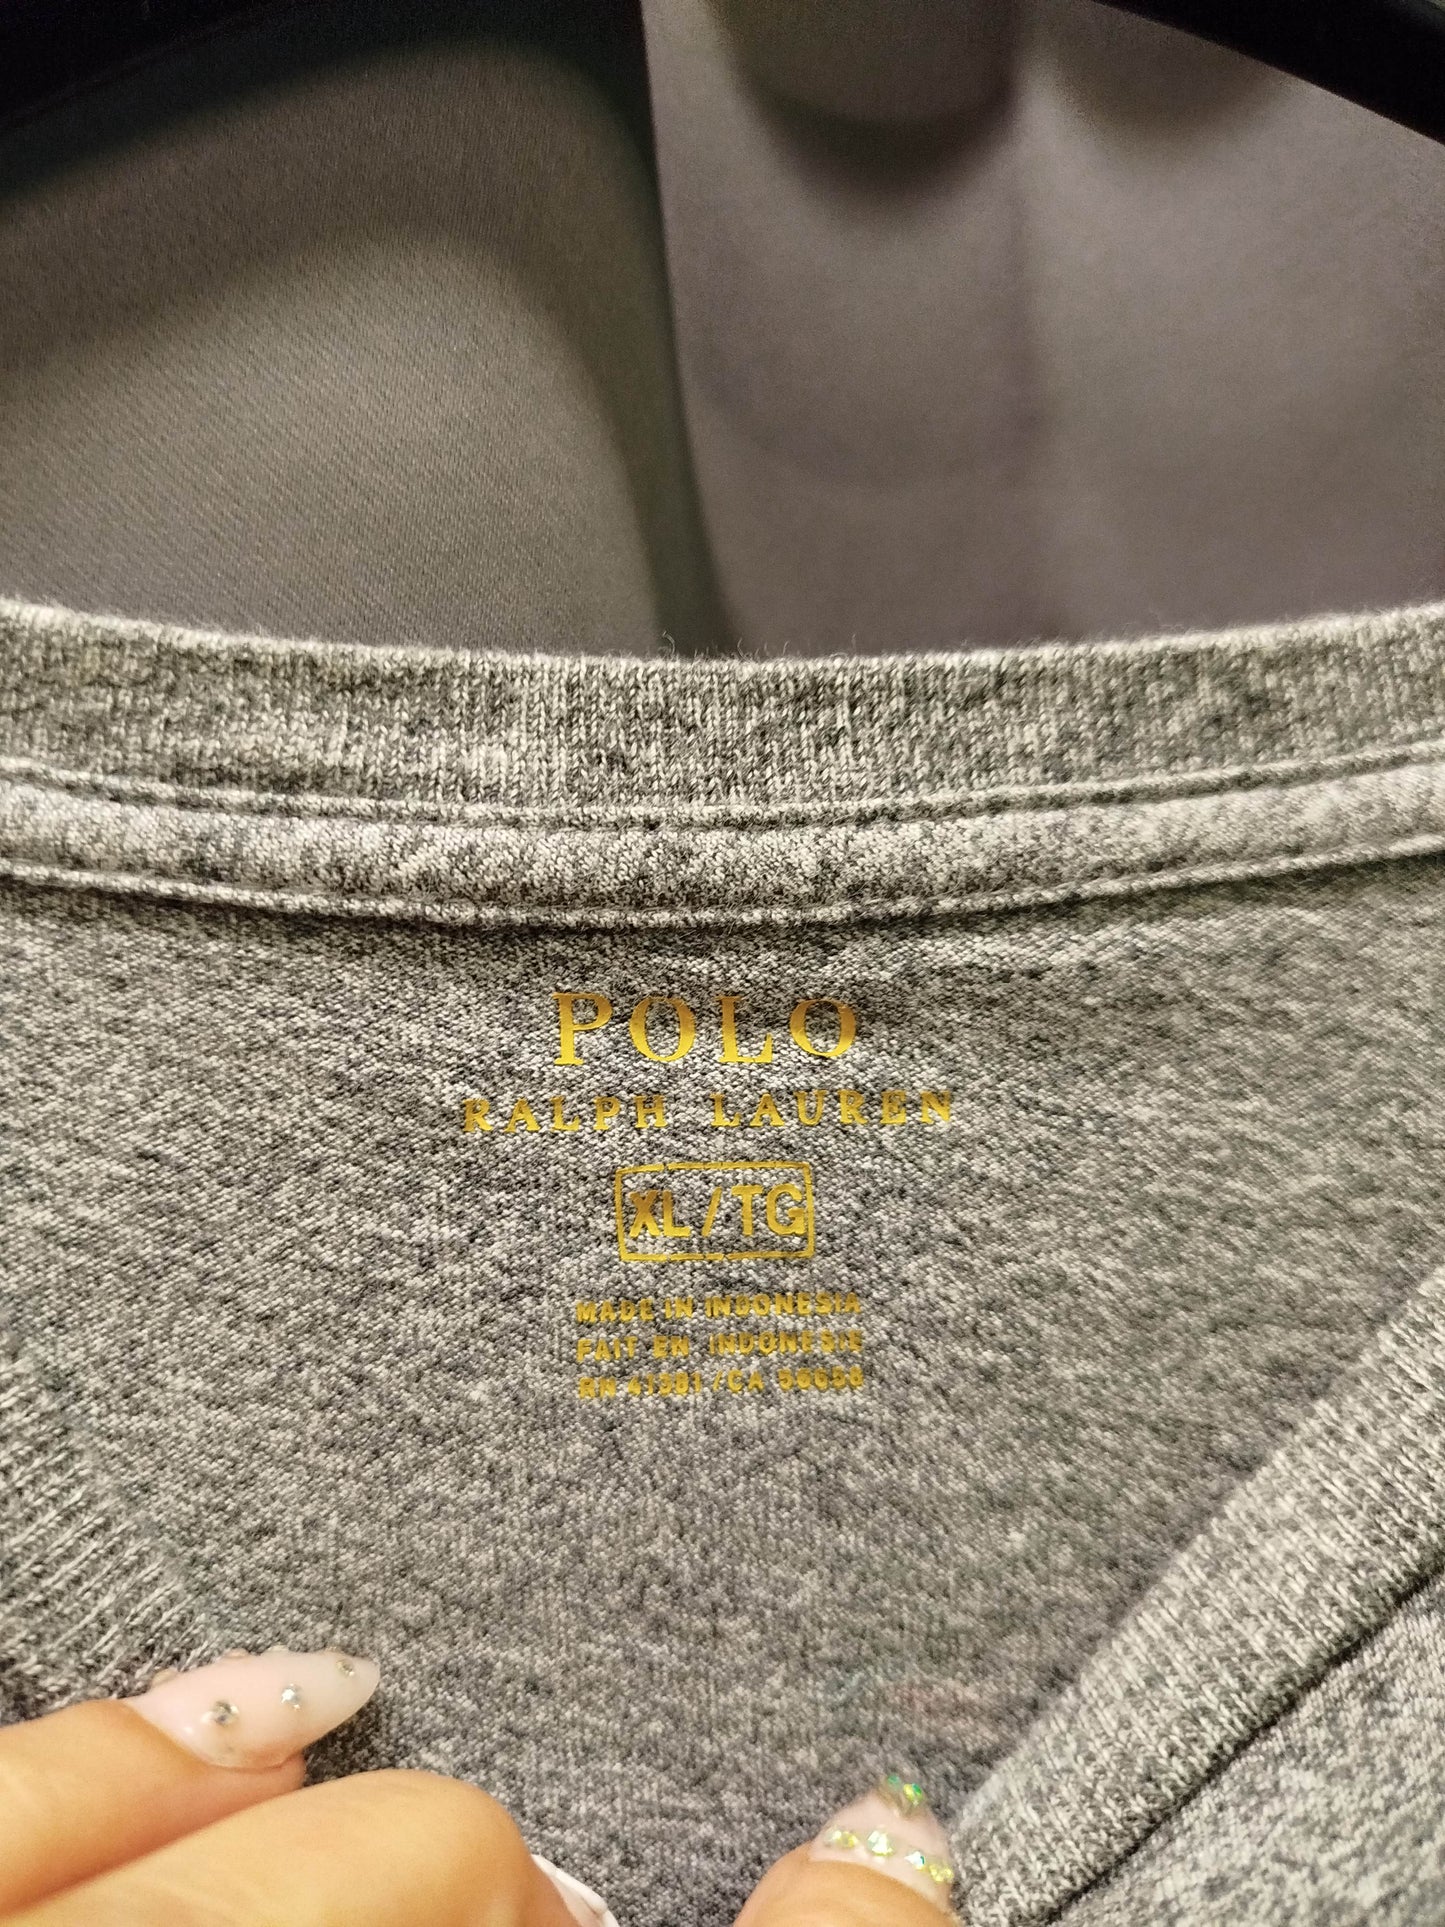 POLO
RALPH LAUREN
XL/TG
MADE IN INDONESIA
FAIT EN INDONESIE
RN 41381 / CA 56658